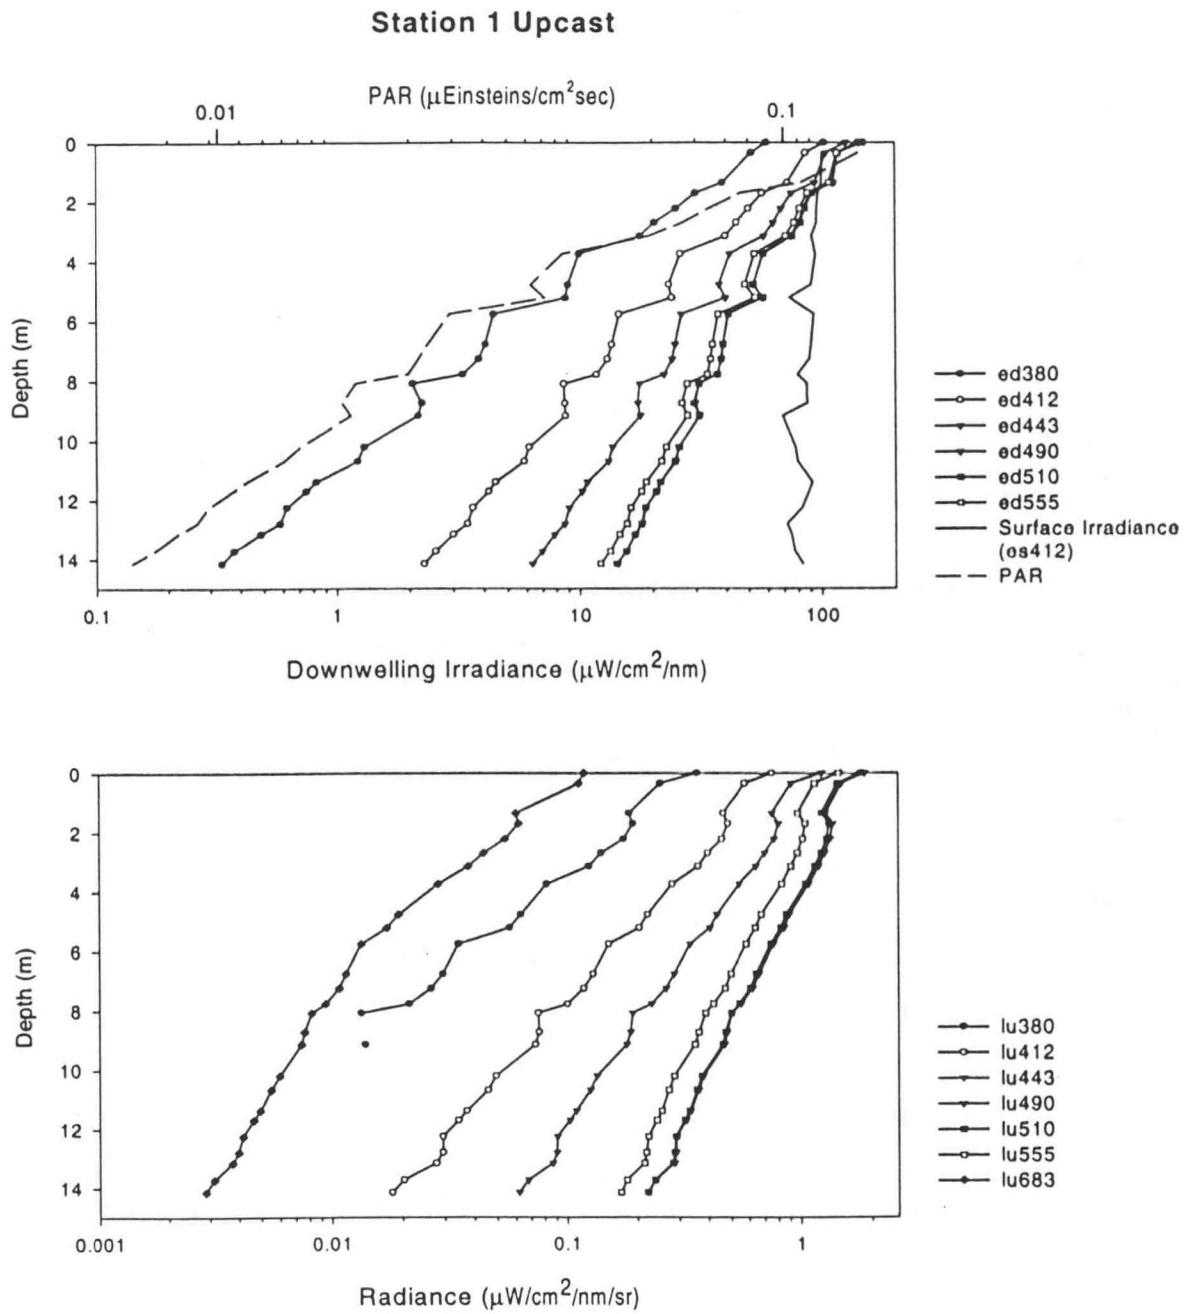 Station 1 Upcast
PAR (µEinsteins/cm²sec)
0.01 0.1
0
2
4
6
8
10
12
14
Depth (m)
0.1 1 10 100
Downwelling Irradiance (µW/cm²/nm)
ed380
ed412
ed443
ed490
ed510
ed555
Surface Irradiance
(es412)
PAR
0
2
4
6
8
10
12
14
Depth (m)
0.001 0.01 0.1 1
Radiance (µW/cm²/nm/sr)
lu380
lu412
lu443
lu490
lu510
lu555
lu683